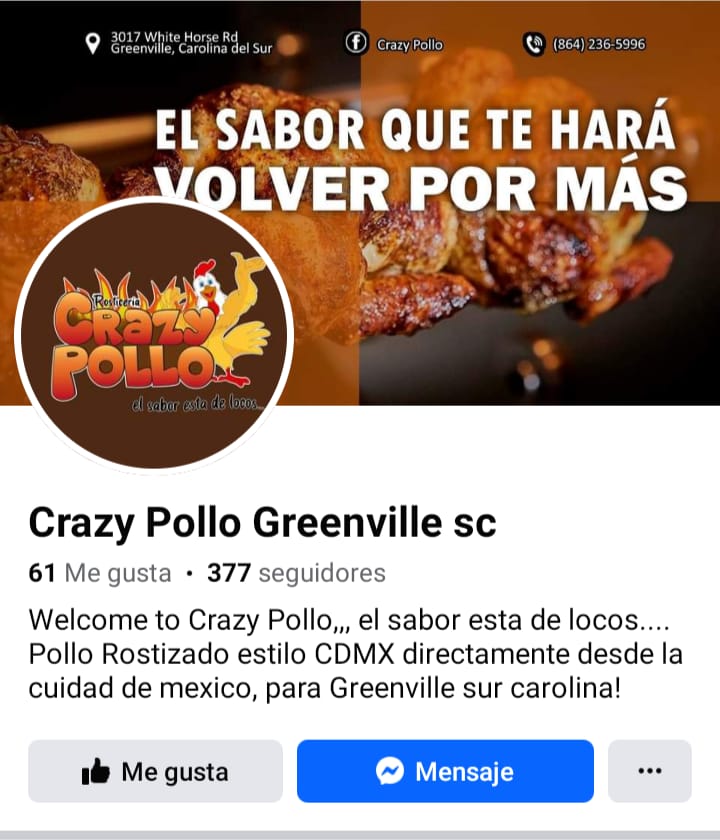 3017 White Horse Rd
Greenville, Carolina del Sur
Crazy Pollo
(864) 236-5996
EL SABOR QUE TE HARÁ
VOLVER POR MÁS
Rosticeria
CRazy
POLLO
el sabor esta de locos...
Crazy Pollo Greenville sc
61 Me gusta • 377 seguidores
Welcome to Crazy Pollo,,, el sabor esta de locos....
Pollo Rostizado estilo CDMX directamente desde la
cuidad de mexico, para Greenville sur carolina!
Me gusta
Mensaje